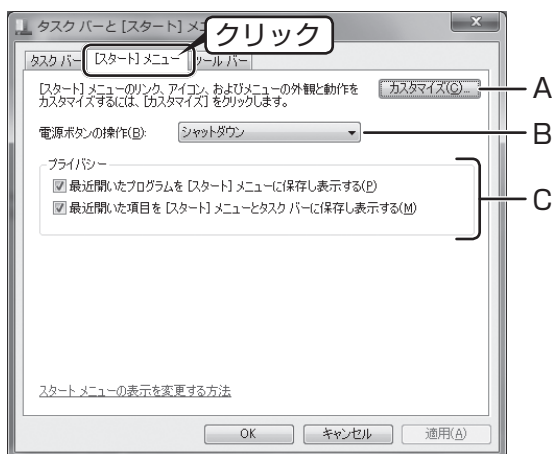 タスク バーと [スタート] メ
クリック
タスク バー
[スタート] メニュー
ツール バー
[スタート] メニューのリンク、アイコン、およびメニューの外観と動作を
カスタマイズするには、[カスタマイズ] をクリックします。
カスタマイズ(C)...
A
電源ボタンの操作(B):
シャットダウン
B
プライバシー
最近開いたプログラムを [スタート] メニューに保存し表示する(P)
最近開いた項目を [スタート] メニューとタスク バーに保存し表示する(M)
C
スタート メニューの表示を変更する方法
OK
キャンセル
適用(A)